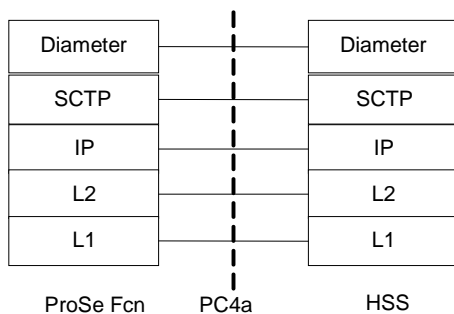 Diameter Diameter
SCTP SCTP
IP IP
L2 L2
L1 L1
ProSe Fcn PC4a HSS